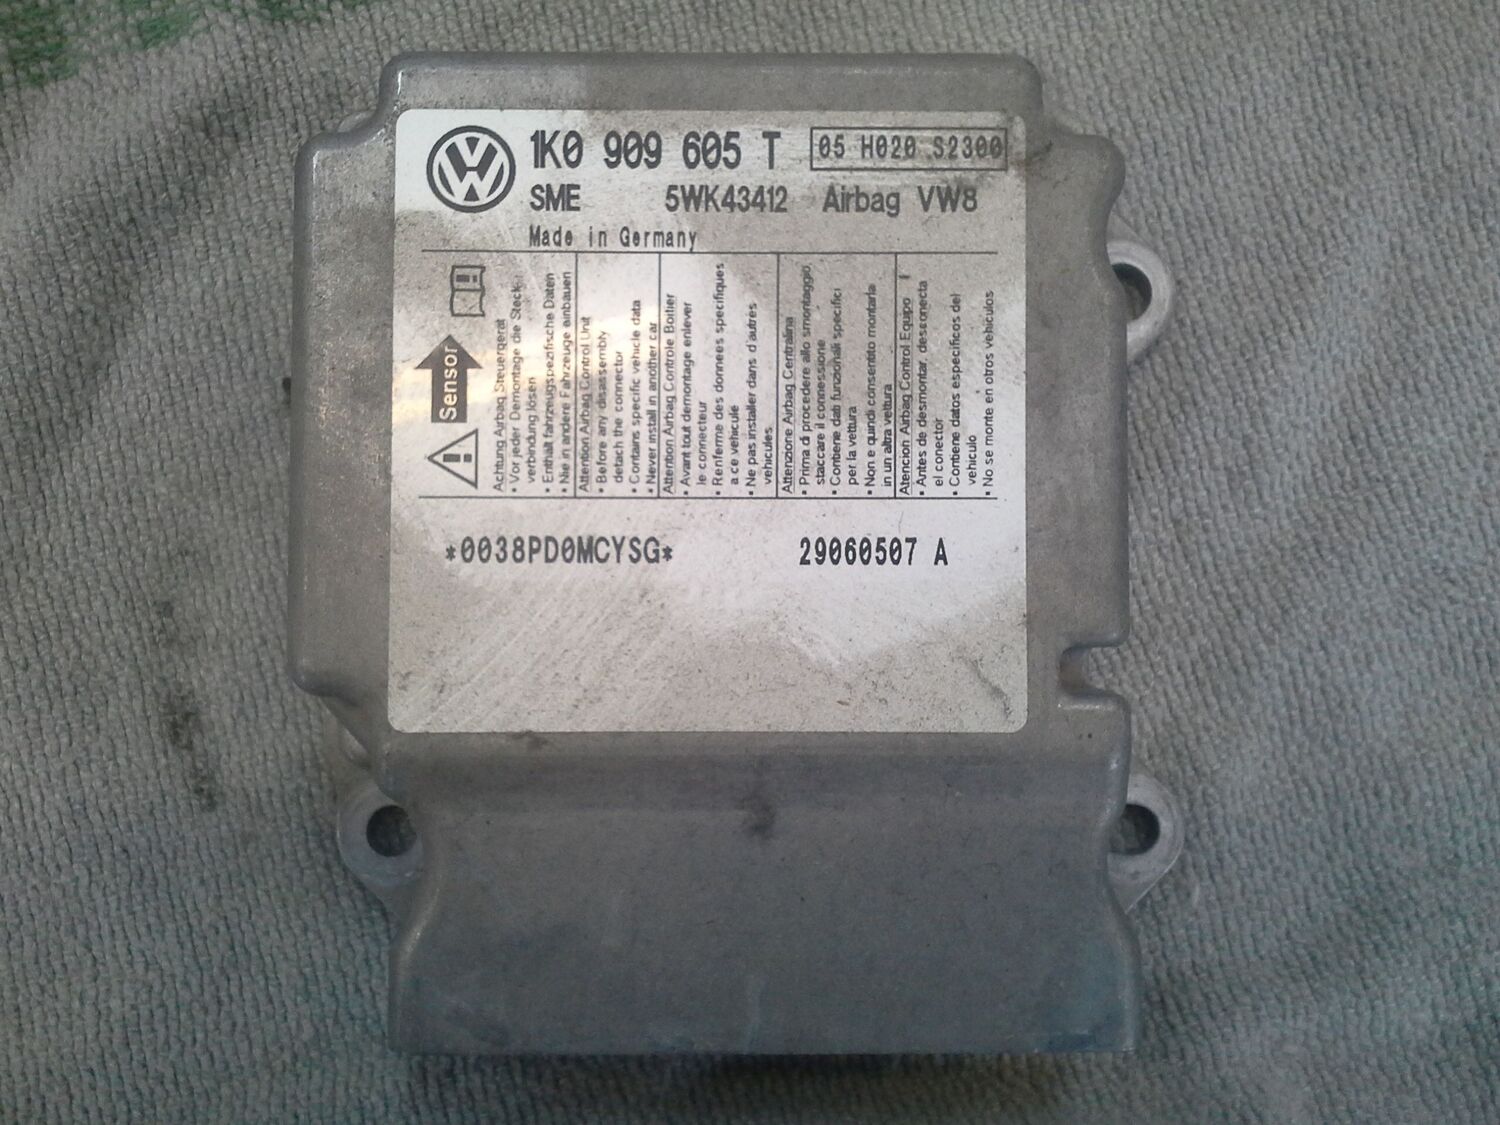 1K0 909 605 T 05 H020 S2300
SME 5WK43412 Airbag VW8
Made in Germany
Sensor
Achtung Airbag Steuergerät
• Vor jeder Demontage die Steck-
verbindung lösen
• Enthält fahrzeugspezifische Daten
• Nie in andere Fahrzeuge einbauen
Attention Airbag Control Unit
• Before any disassembly
detach the connector
• Contains specific vehicle data
• Never install in another car
Attention Airbag Controle Boitier
• Avant tout demontage enlever
le connecteur
• Renferme des donnees specifiques
a ce vehicule
• Ne pas installer dans d'autres
vehicules
Attenzione Airbag Centralina
• Prima di procedere allo smontaggio
staccare il connessione
• Contiene dati funzionali specifici
per la vettura
• Non e quindi consentito montarla
in un altra vettura
Atencion Airbag Control Equipo
• Antes de desmontar, desconecta
el conector
• Contiene datos especificos del
vehiculo
• No se monte en otros vehiculos
*0038PD0MCYSG* 29060507 A